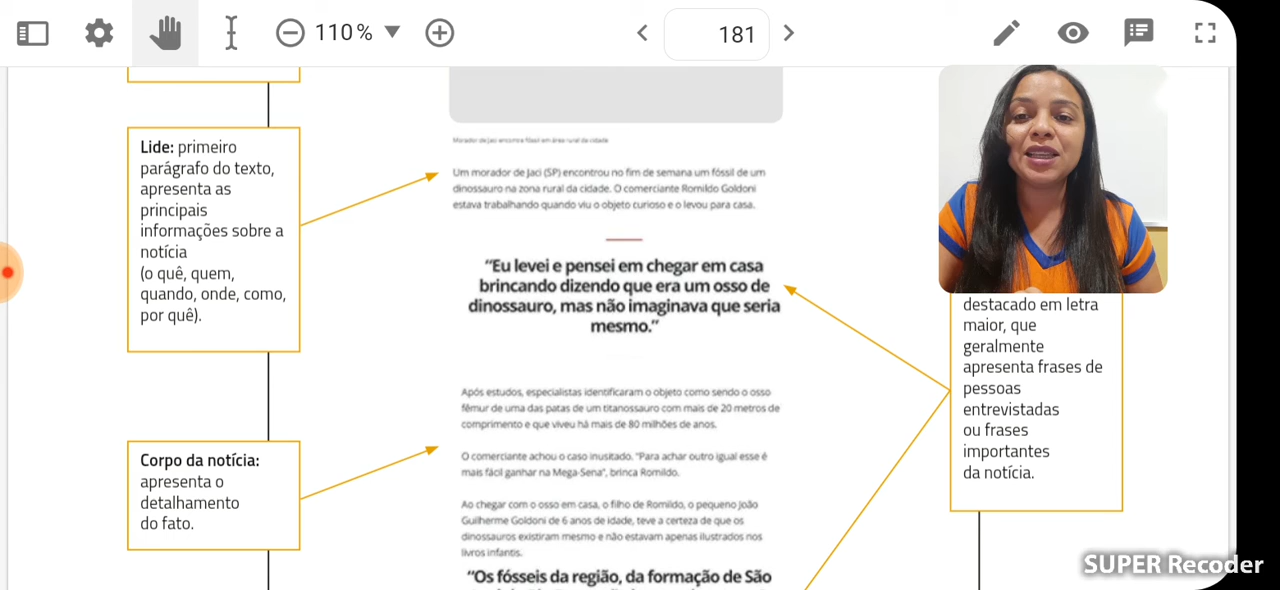 110 %
181
Lide: primeiro
parágrafo do texto,
apresenta as
principais
informações sobre a
notícia
(o quê, quem,
quando, onde, como,
por quê).
Corpo da notícia:
apresenta o
detalhamento
do fato.
Morador de Jaci encontra fóssil em área rural da cidade
Um morador de Jaci (SP) encontrou no fim de semana um fóssil de um
dinossauro na zona rural da cidade. O comerciante Romildo Goldoni
estava trabalhando quando viu o objeto curioso e o levou para casa.
“Eu levei e pensei em chegar em casa
brincando dizendo que era um osso de
dinossauro, mas não imaginava que seria
mesmo.”
Após estudos, especialistas identificaram o objeto como sendo o osso
fêmur de uma das patas de um titanossauro com mais de 20 metros de
comprimento e que viveu há mais de 80 milhões de anos.
O comerciante achou o caso inusitado. “Para achar outro igual esse é
mais fácil ganhar na Mega-Sena”, brinca Romildo.
Ao chegar com o osso em casa, o filho de Romildo, o pequeno João
Guilherme Goldoni de 6 anos de idade, teve a certeza de que os
dinossauros existiram mesmo e não estavam apenas ilustrados nos
livros infantis.
“Os fósseis da região, da formação de São
destacado em letra
maior, que
geralmente
apresenta frases de
pessoas
entrevistadas
ou frases
importantes
da notícia.
SUPER Recoder